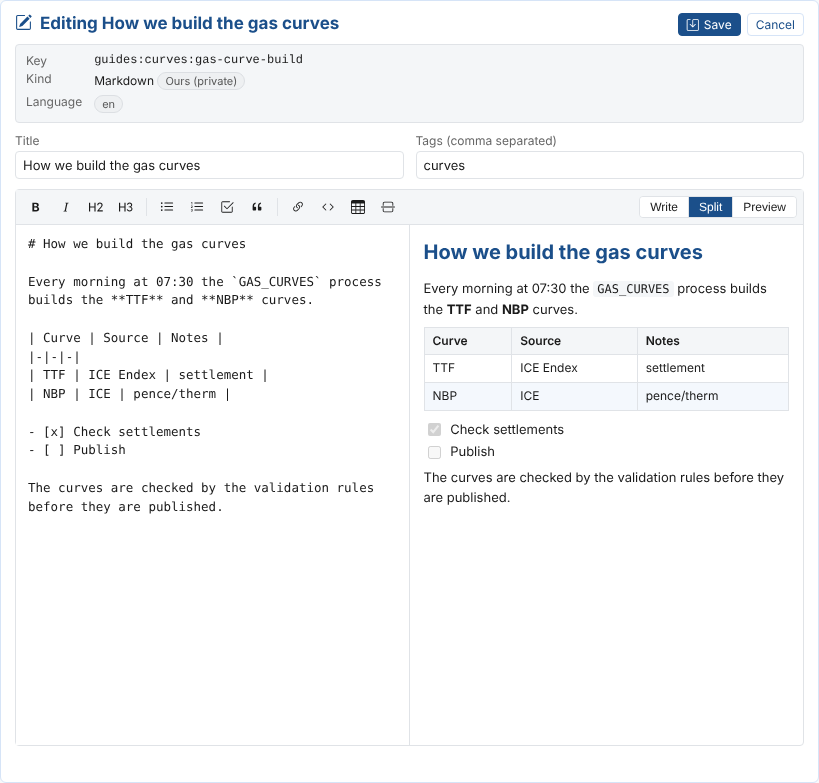 Editing How we build the gas curves
Save
Cancel
Key guides:curves:gas-curve-build
Kind Markdown Ours (private)
Language en
Title
How we build the gas curves
Tags (comma separated)
curves
B I H2 H3
Write Split Preview
# How we build the gas curves
Every morning at 07:30 the `GAS_CURVES` process
builds the **TTF** and **NBP** curves.
| Curve | Source | Notes |
|-|-|-|
| TTF | ICE Endex | settlement |
| NBP | ICE | pence/therm |
- [x] Check settlements
- [ ] Publish
The curves are checked by the validation rules
before they are published.
How we build the gas curves
Every morning at 07:30 the GAS_CURVES process builds
the TTF and NBP curves.
Curve Source Notes
TTF ICE Endex settlement
NBP ICE pence/therm
Check settlements
Publish
The curves are checked by the validation rules before they
are published.